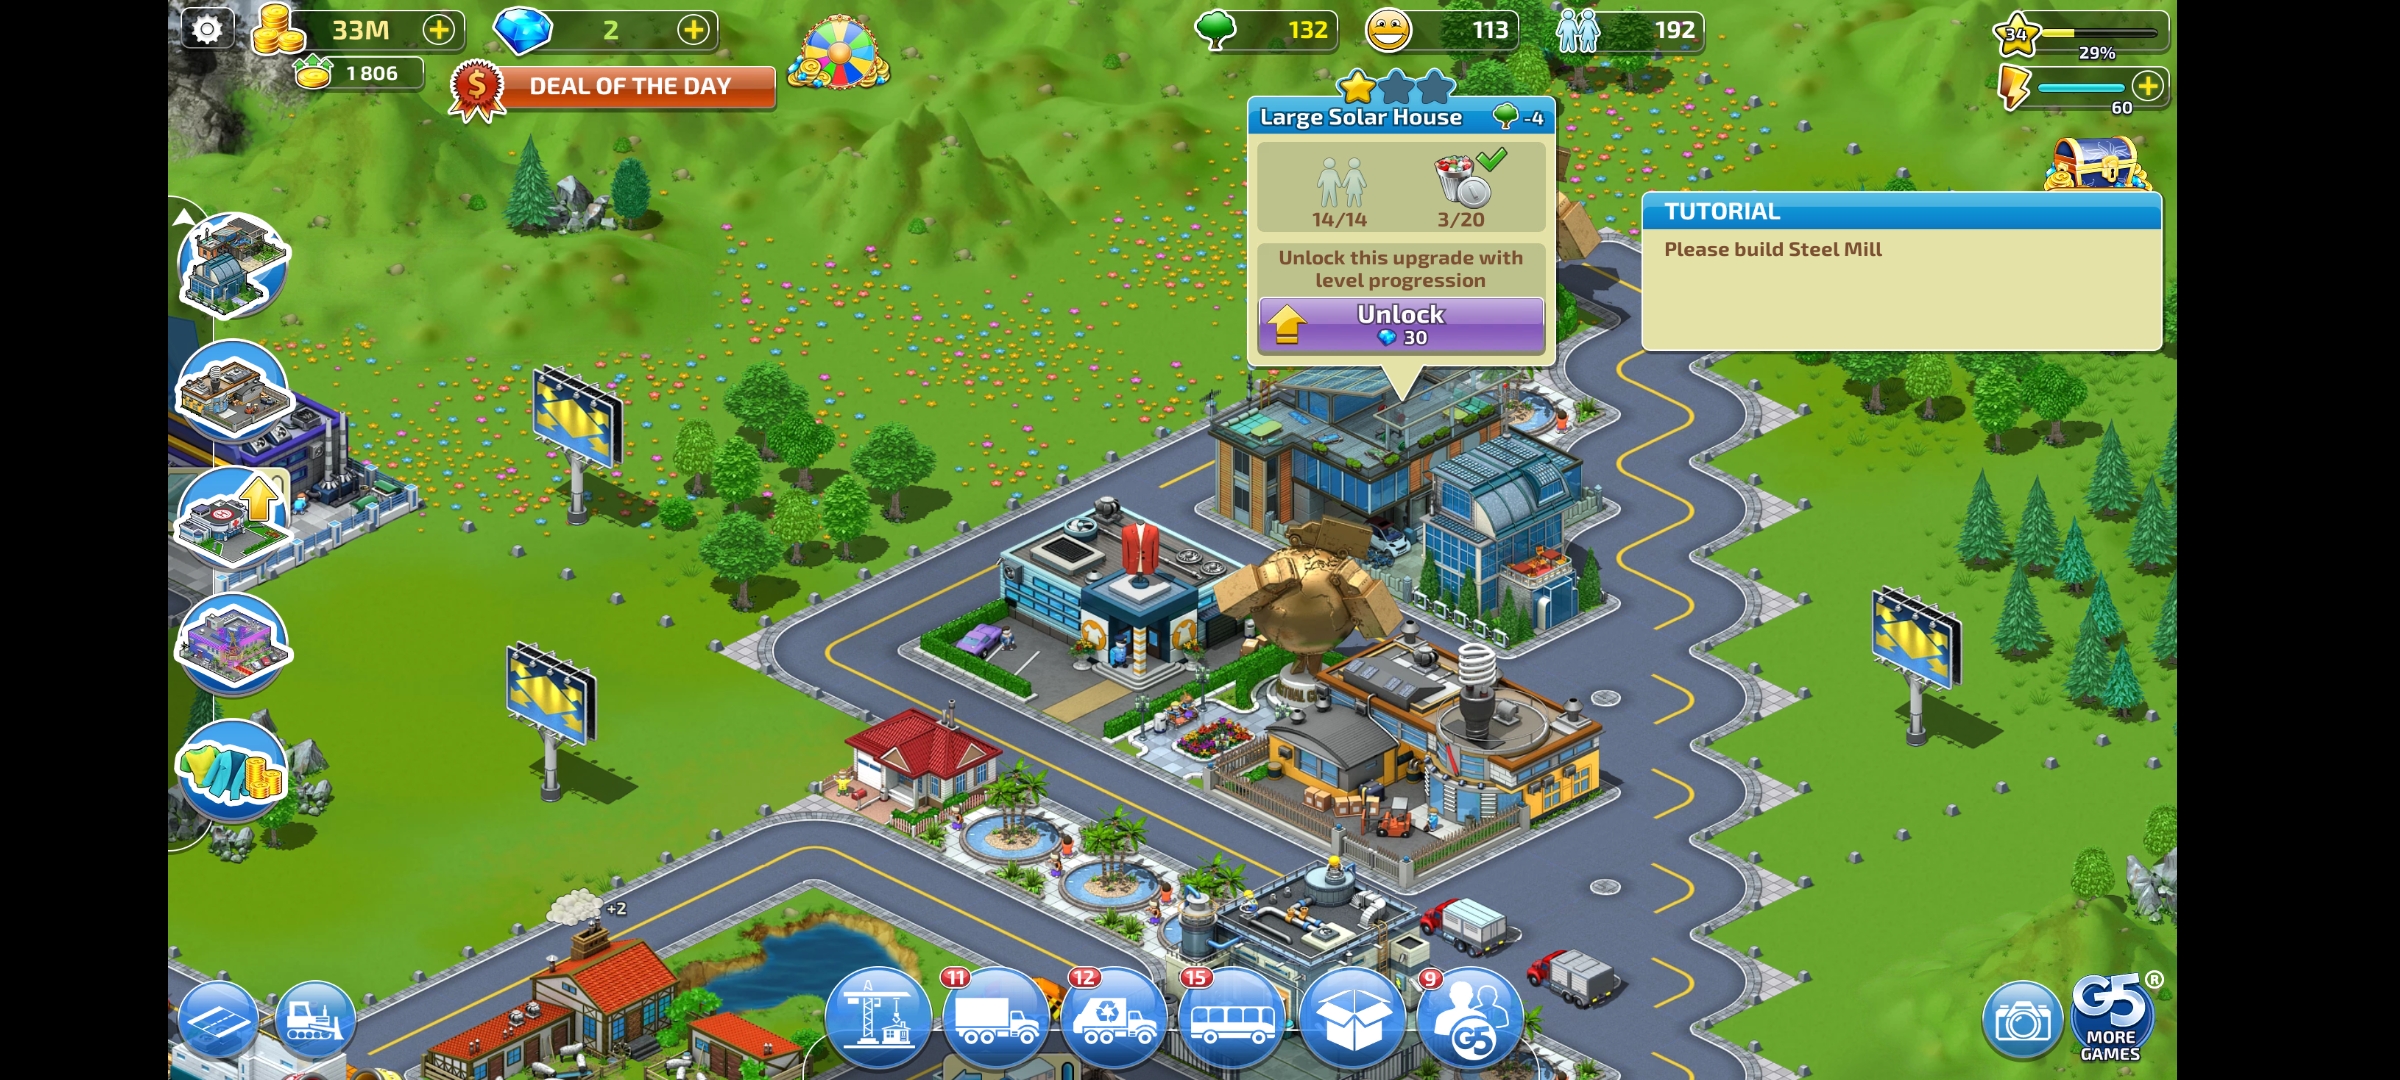 33M
2
132
113
192
34
29%
1 806
DEAL OF THE DAY
60
Large Solar House
-4
14/14
3/20
Unlock this upgrade with
level progression
Unlock
30
TUTORIAL
Please build Steel Mill
+2
11
12
15
9
G5
G5
®
MORE
GAMES